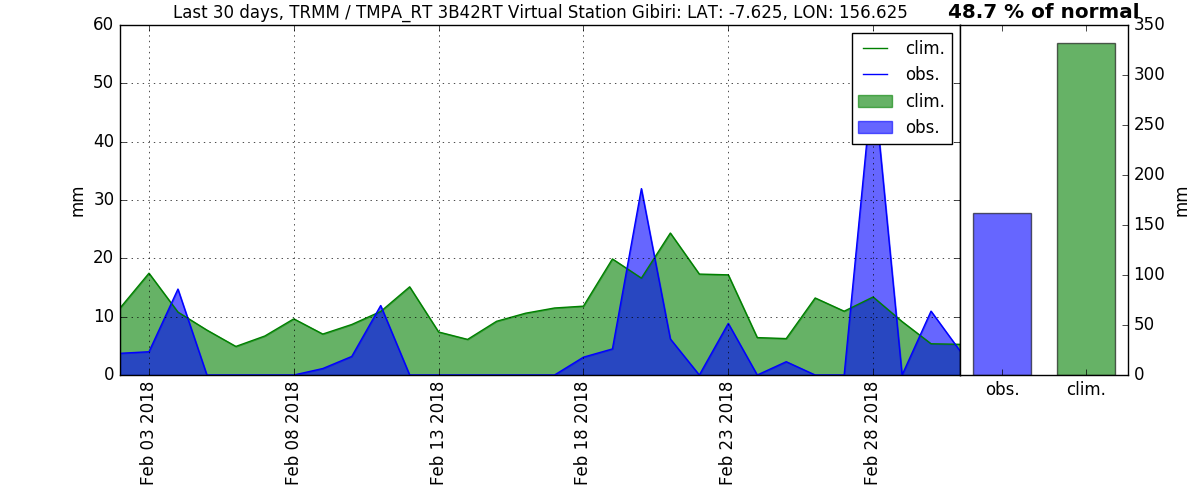 Last 30 days, TRMM / TMPA_RT 3B42RT Virtual Station Gibiri: LAT: -7.625, LON: 156.625
48.7 % of normal
60
50
40
30
20
10
0
mm
clim.
obs.
clim.
obs.
Feb 03 2018
Feb 08 2018
Feb 13 2018
Feb 18 2018
Feb 23 2018
Feb 28 2018
350
300
250
200
150
100
50
0
mm
obs.
clim.